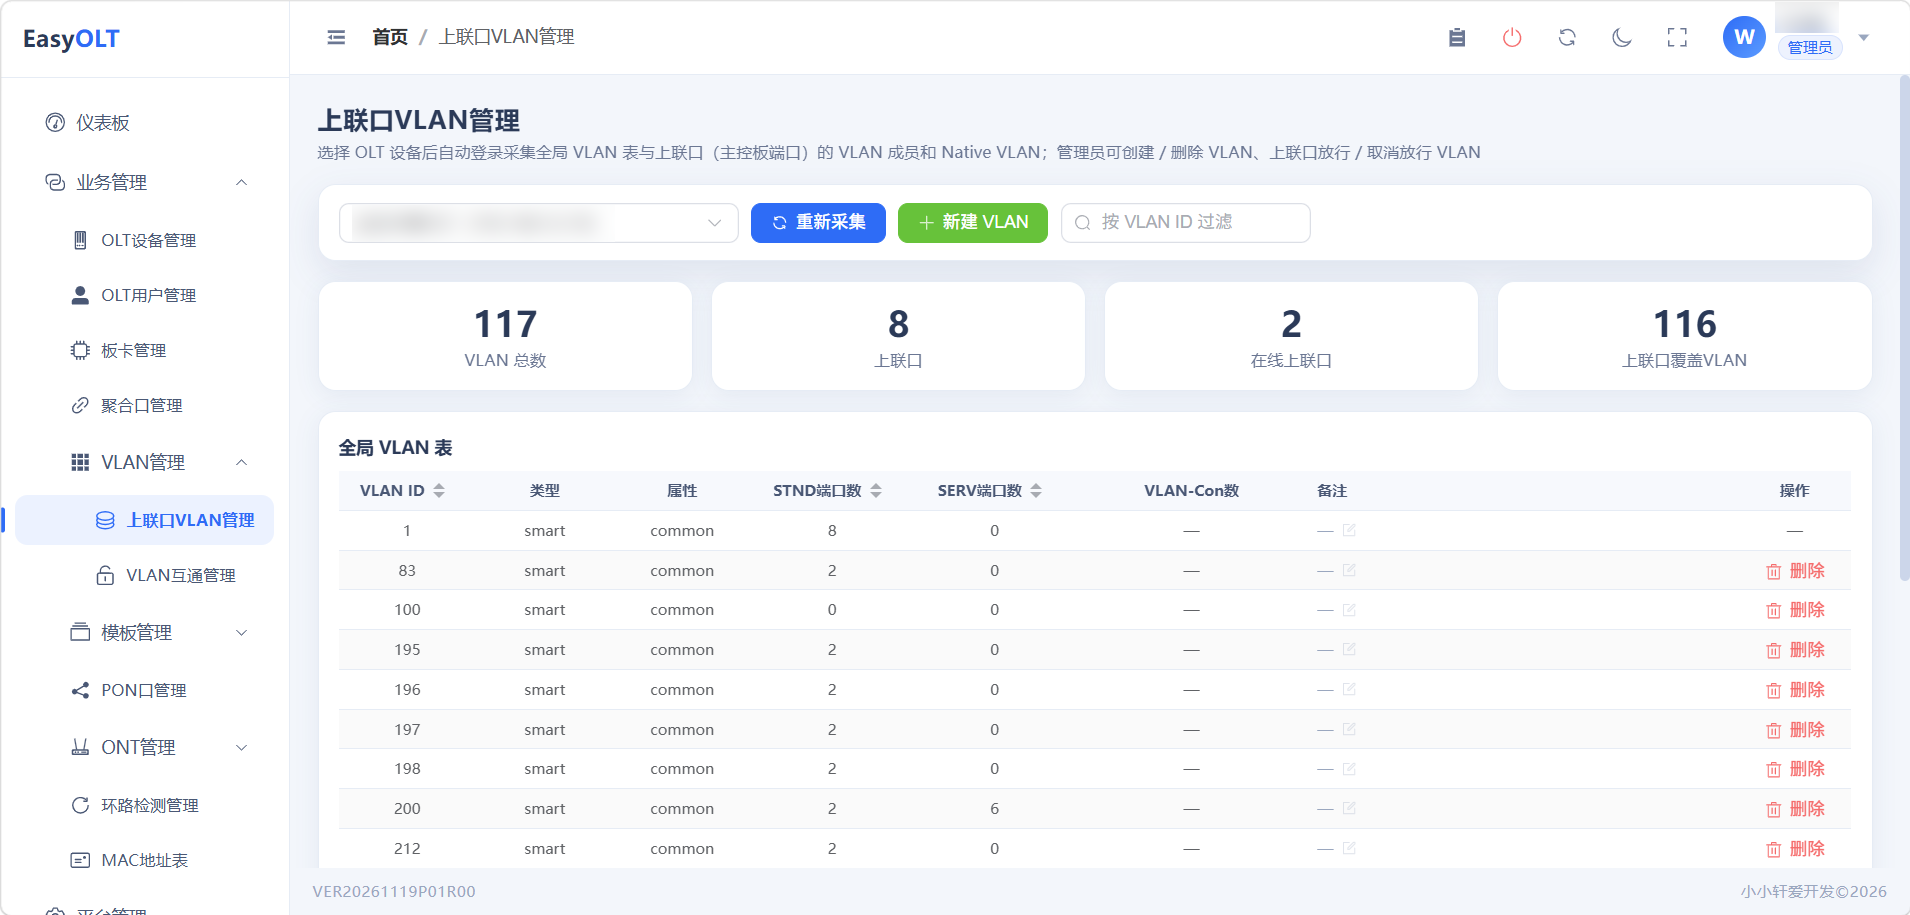 EasyOLT
首页 / 上联口VLAN管理
W
管理员
仪表板
业务管理
OLT设备管理
OLT用户管理
板卡管理
聚合口管理
VLAN管理
上联口VLAN管理
VLAN互通管理
模板管理
PON口管理
ONT管理
环路检测管理
MAC地址表
平台管理
上联口VLAN管理
选择 OLT 设备后自动登录采集全局 VLAN 表与上联口（主控板端口）的 VLAN 成员和 Native VLAN；管理员可创建 / 删除 VLAN、上联口放行 / 取消放行 VLAN
重新采集 新建 VLAN 按 VLAN ID 过滤
117 8 2 116
VLAN 总数 上联口 在线上联口 上联口覆盖VLAN
全局 VLAN 表
VLAN ID 类型 属性 STND端口数 SERV端口数 VLAN-Con数 备注 操作
1 smart common 8 0 — — —
83 smart common 2 0 — — 删除
100 smart common 0 0 — — 删除
195 smart common 2 0 — — 删除
196 smart common 2 0 — — 删除
197 smart common 2 0 — — 删除
198 smart common 2 0 — — 删除
200 smart common 2 6 — — 删除
212 smart common 2 0 — — 删除
VER20261119P01R00
小小轩爱开发©2026